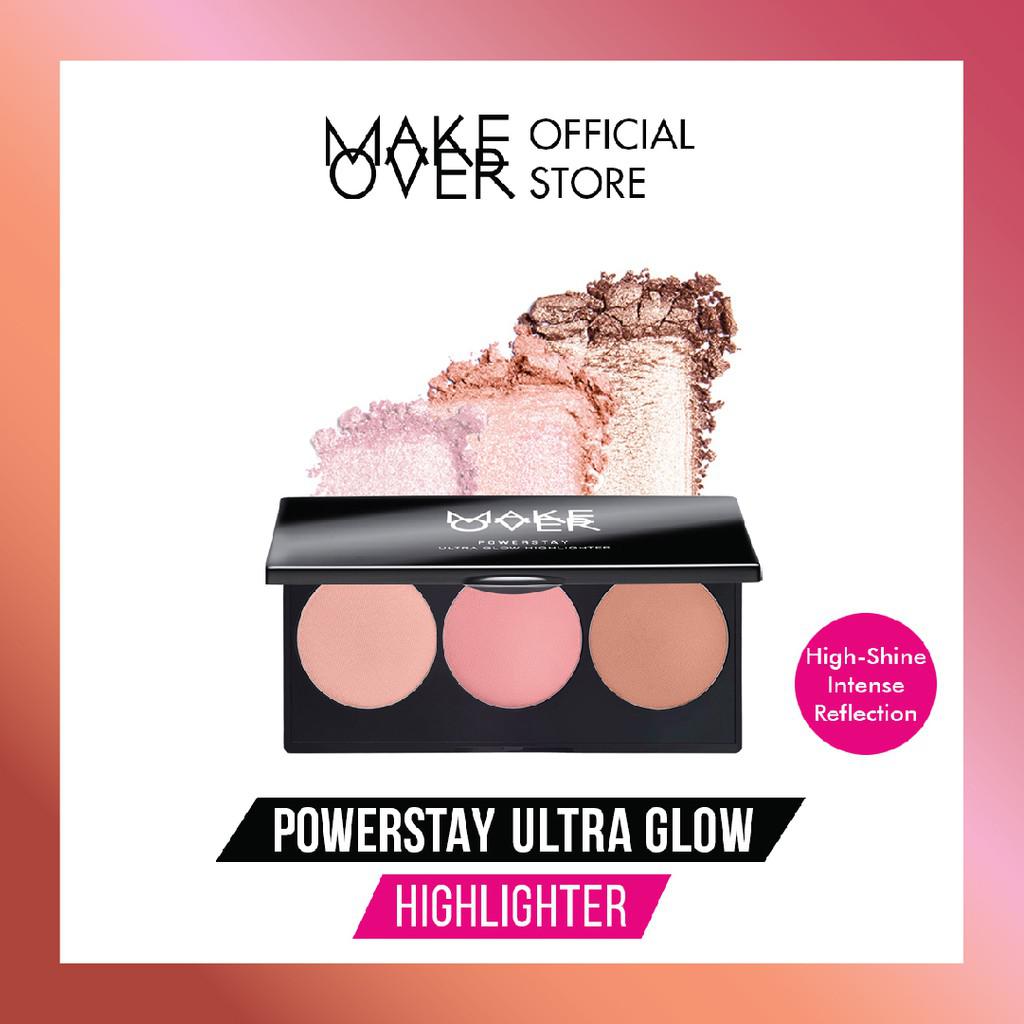 MAKE OVER OFFICIAL
STORE
MAKE
OVER
POWERSTAY
ULTRA GLOW HIGHLIGHTER
High-Shine
Intense
Reflection
POWERSTAY ULTRA GLOW
HIGHLIGHTER